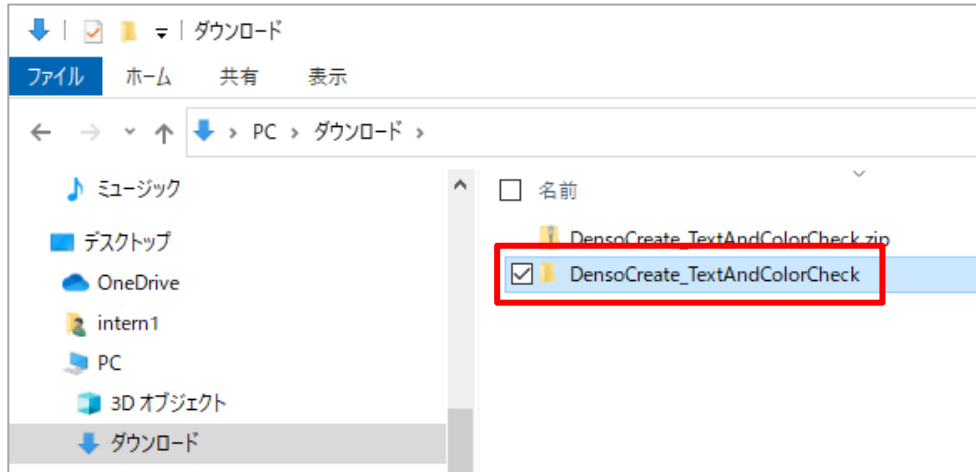 ダウンロード
ファイル ホーム 共有 表示
PC ダウンロード
ミュージック
デスクトップ
OneDrive
intern1
PC
3D オブジェクト
ダウンロード
名前
DensoCreate_TextAndColorCheck.zip
DensoCreate_TextAndColorCheck